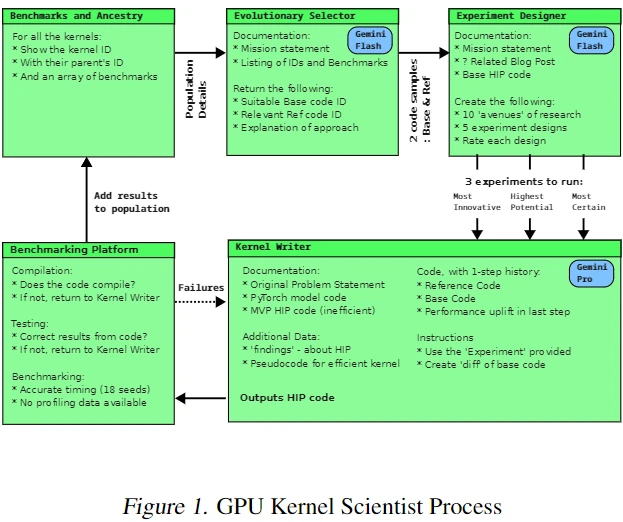 Benchmarks and Ancestry
For all the kernels:
* Show the kernel ID
* With their parent's ID
* And an array of benchmarks
Population
Details
Evolutionary Selector
Gemini
Flash
Documentation:
* Mission statement
* Listing of IDs and Benchmarks
Return the following:
* Suitable Base code ID
* Relevant Ref code ID
* Explanation of approach
2 code samples
: Base & Ref
Experiment Designer
Gemini
Flash
Documentation:
* Mission statement
* ? Related Blog Post
* Base HIP code
Create the following:
* 10 'avenues' of research
* 5 experiment designs
* Rate each design
3 experiments to run:
Most
Innovative
Highest
Potential
Most
Certain
Add results
to population
Benchmarking Platform
Compilation:
* Does the code compile?
* If not, return to Kernel Writer
Testing:
* Correct results from code?
* If not, return to Kernel Writer
Benchmarking:
* Accurate timing (18 seeds)
* No profiling data available
Failures
Kernel Writer
Documentation:
* Original Problem Statement
* PyTorch model code
* MVP HIP code (inefficient)
Additional Data:
* 'findings' - about HIP
* Pseudocode for efficient kernel
Code, with 1-step history:
* Reference Code
* Base Code
* Performance uplift in last step
Gemini
Pro
Instructions
* Use the 'Experiment' provided
* Create 'diff' of base code
Outputs HIP code
Figure 1. GPU Kernel Scientist Process